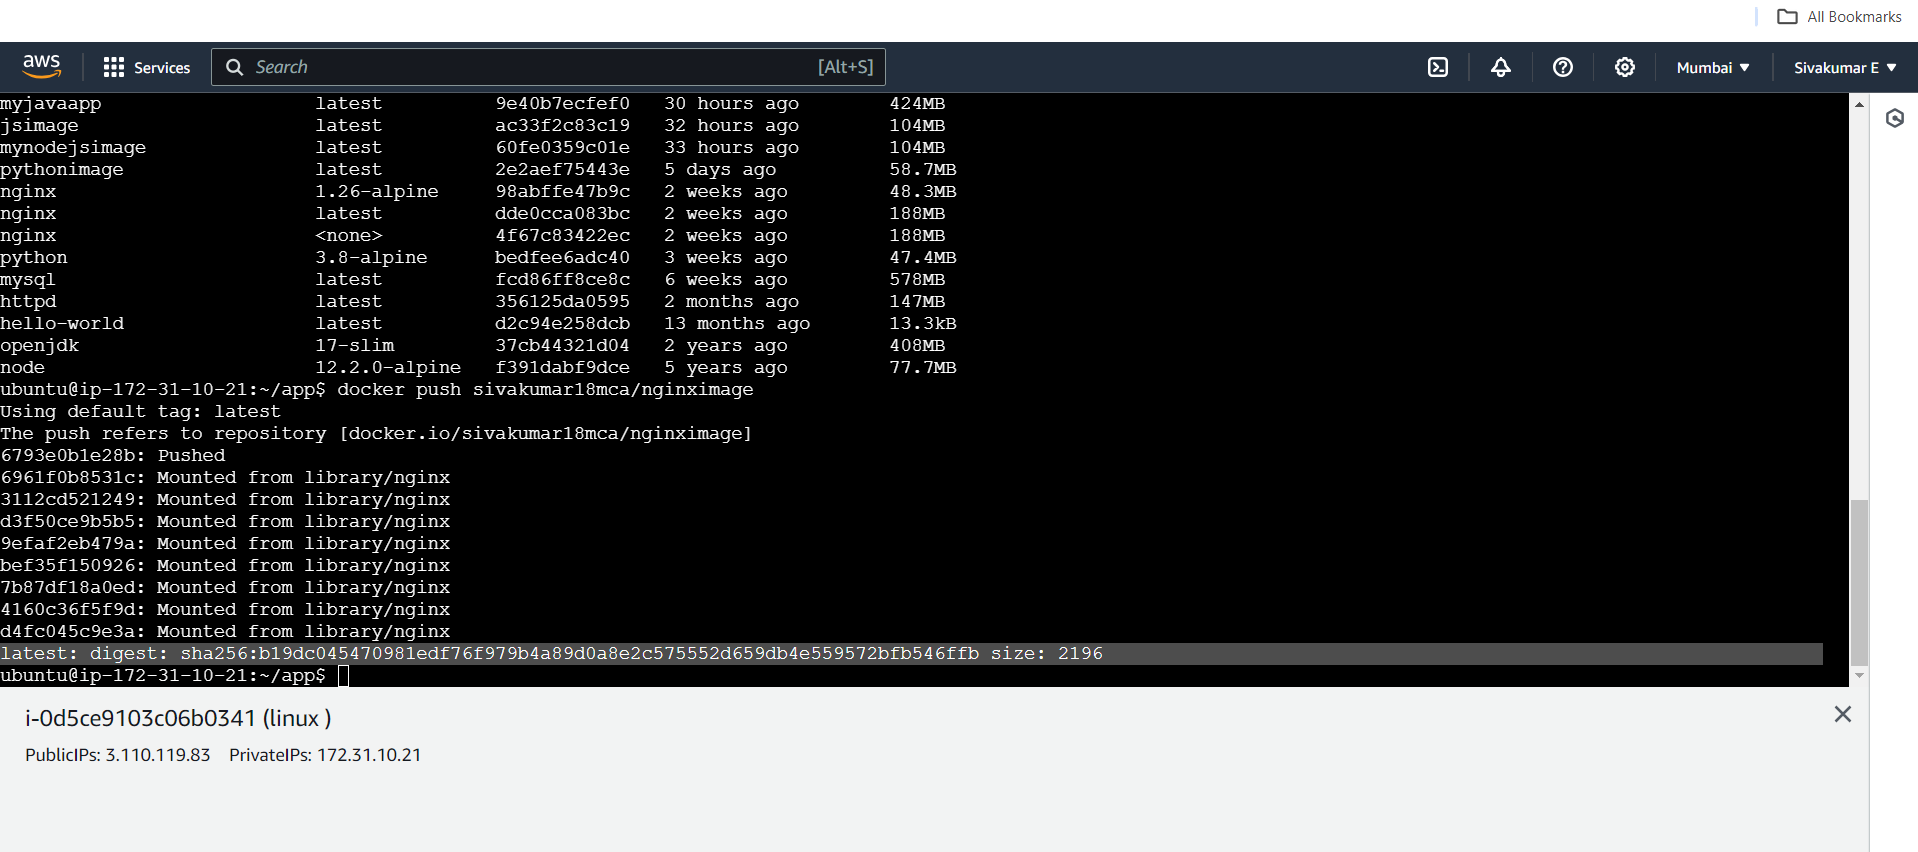 All Bookmarks
aws Services Search [Alt+S] Mumbai Sivakumar E
myjavaapp latest 9e40b7ecfef0 30 hours ago 424MB
jsimage latest ac33f2c83c19 32 hours ago 104MB
mynodejsimage latest 60fe0359c01e 33 hours ago 104MB
pythonimage latest 2e2aef75443e 5 days ago 58.7MB
nginx 1.26-alpine 98abffe47b9c 2 weeks ago 48.3MB
nginx latest dde0cca083bc 2 weeks ago 188MB
nginx <none> 4f67c83422ec 2 weeks ago 188MB
python 3.8-alpine bedfee6adc40 3 weeks ago 47.4MB
mysql latest fcd86ff8ce8c 6 weeks ago 578MB
httpd latest 356125da0595 2 months ago 147MB
hello-world latest d2c94e258dcb 13 months ago 13.3kB
openjdk 17-slim 37cb44321d04 2 years ago 408MB
node 12.2.0-alpine f391dabf9dce 5 years ago 77.7MB
ubuntu@ip-172-31-10-21:~/app$ docker push sivakumar18mca/nginximage
Using default tag: latest
The push refers to repository [docker.io/sivakumar18mca/nginximage]
6793e0b1e28b: Pushed
6961f0b8531c: Mounted from library/nginx
3112cd521249: Mounted from library/nginx
d3f50ce9b5b5: Mounted from library/nginx
9efaf2eb479a: Mounted from library/nginx
bef35f150926: Mounted from library/nginx
7b87df18a0ed: Mounted from library/nginx
4160c36f5f9d: Mounted from library/nginx
d4fc045c9e3a: Mounted from library/nginx
latest: digest: sha256:b19dc045470981edf76f979b4a89d0a8e2c575552d659db4e559572bfb546ffb size: 2196
ubuntu@ip-172-31-10-21:~/app$
i-0d5ce9103c06b0341 (linux )
PublicIPs: 3.110.119.83 PrivateIPs: 172.31.10.21